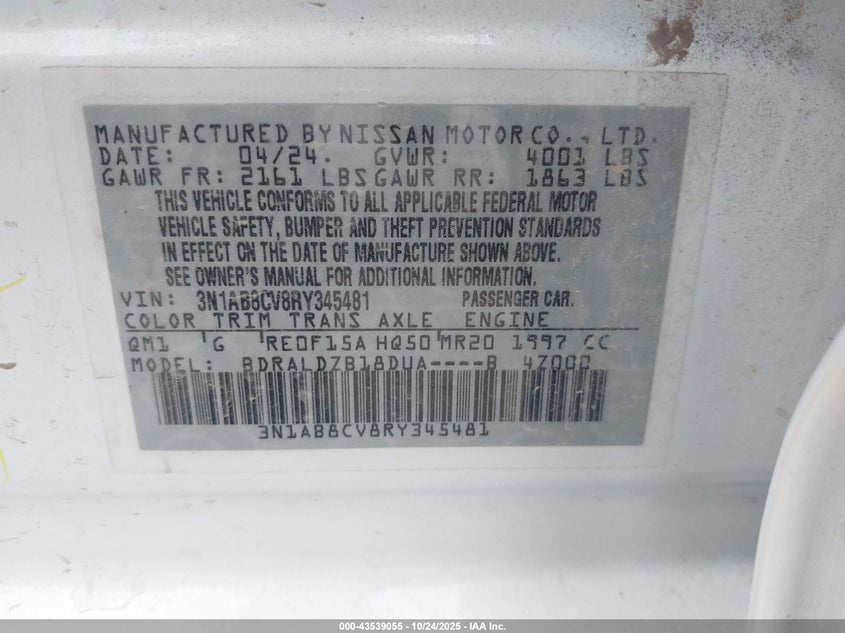 MANUFACTURED BY NISSAN MOTOR CO., LTD.
DATE: 04/24. GVWR: 4001 LBS
GAWR FR: 2161 LBS GAWR RR: 1863 LBS
THIS VEHICLE CONFORMS TO ALL APPLICABLE FEDERAL MOTOR
VEHICLE SAFETY, BUMPER AND THEFT PREVENTION STANDARDS
IN EFFECT ON THE DATE OF MANUFACTURE SHOWN ABOVE.
SEE OWNER'S MANUAL FOR ADDITIONAL INFORMATION.
VIN: 3N1AB8CV8RY345481 PASSENGER CAR.
COLOR TRIM TRANS AXLE ENGINE
QM1 G RE0F15A HQ50 MR20 1997 CC
MODEL: BDRALDZB18DUA----B 4Z000
3N1AB8CV8RY345481
000-43539055 - 10/24/2025 - IAA Inc.